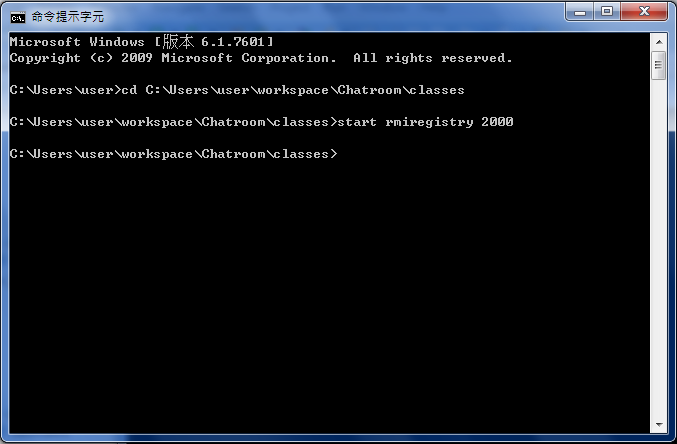 命令提示字元
Microsoft Windows [版本 6.1.7601]
Copyright (c) 2009 Microsoft Corporation.  All rights reserved.
C:\Users\user>cd C:\Users\user\workspace\Chatroom\classes
C:\Users\user\workspace\Chatroom\classes>start rmiregistry 2000
C:\Users\user\workspace\Chatroom\classes>